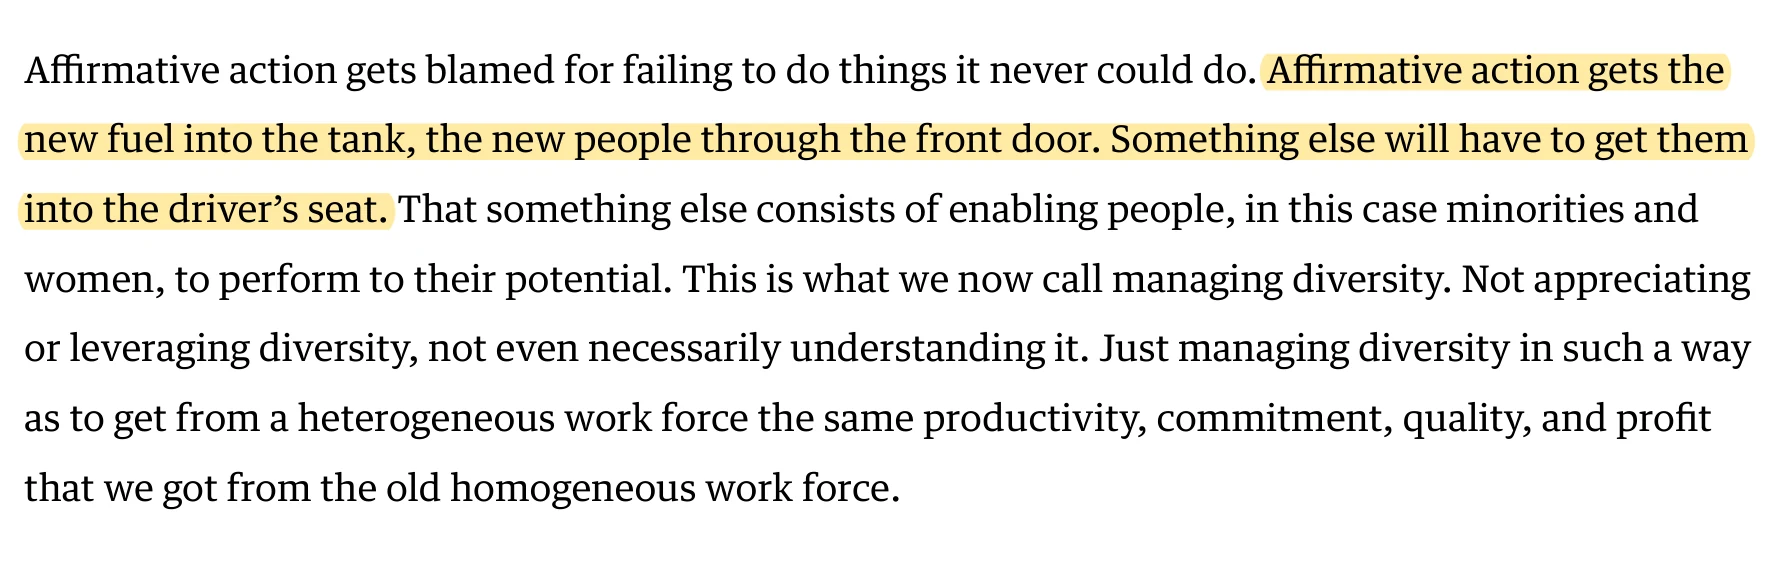 Affirmative action gets blamed for failing to do things it never could do. Affirmative action gets the
new fuel into the tank, the new people through the front door. Something else will have to get them
into the driver’s seat. That something else consists of enabling people, in this case minorities and
women, to perform to their potential. This is what we now call managing diversity. Not appreciating
or leveraging diversity, not even necessarily understanding it. Just managing diversity in such a way
as to get from a heterogeneous work force the same productivity, commitment, quality, and profit
that we got from the old homogeneous work force.